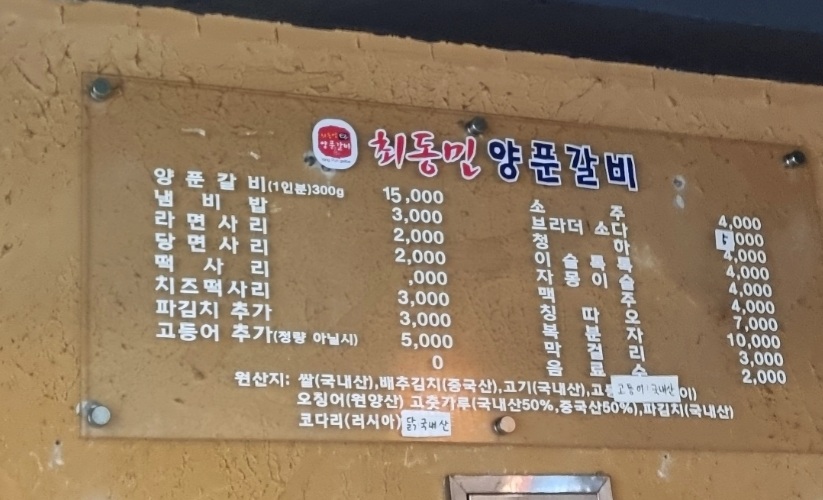 최동민 양푼갈비
양푼갈비(1인분)300g 15,000
냄비밥 3,000
라면사리 2,000
당면사리 2,000
떡사리 ,000
치즈떡사리 3,000
파김치 추가 3,000
고등어 추가(정량 아닐시) 5,000
0
소주 4,000
브라더소다 5,000
청하 4,000
이슬톡톡 4,000
자몽이슬 4,000
맥주 4,000
칭따오 7,000
복분자 10,000
막걸리 3,000
음료수 2,000
원산지: 쌀(국내산),배추김치(중국산),고기(국내산),고등 고등어:국내산 이)
오징어(원양산) 고춧가루(국내산50%,중국산50%),파김치(국내산)
코다리(러시아) 닭 국내산